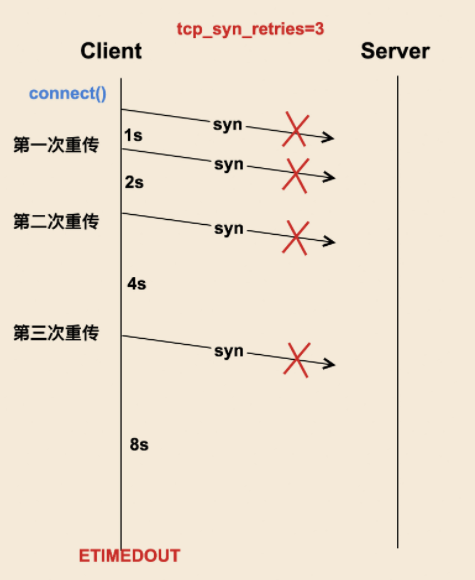 tcp_syn_retries=3
Client
Server
connect()
syn
1s
第一次重传
syn
2s
第二次重传
syn
4s
第三次重传
syn
8s
ETIMEDOUT